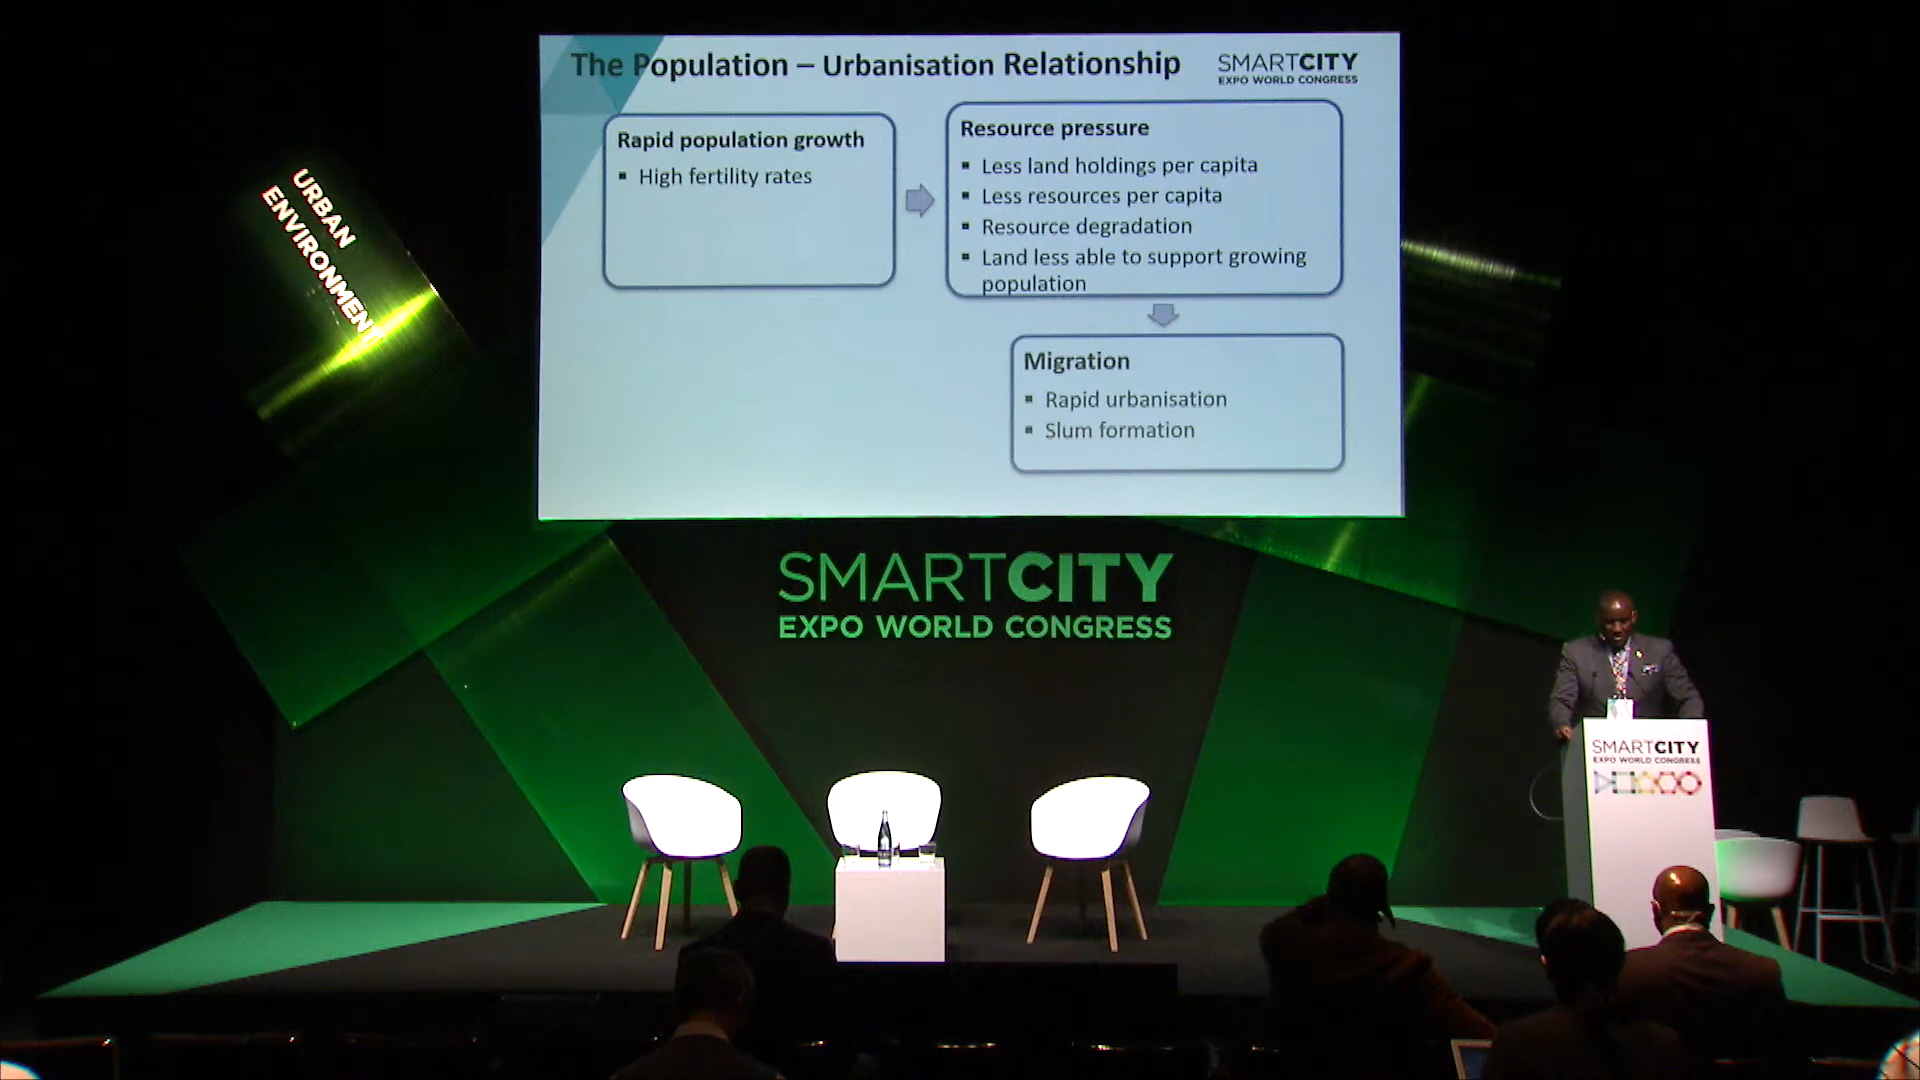 The Population – Urbanisation Relationship
SMARTCITY
EXPO WORLD CONGRESS
Rapid population growth
▪ High fertility rates
Resource pressure
▪ Less land holdings per capita
▪ Less resources per capita
▪ Resource degradation
▪ Land less able to support growing
population
Migration
▪ Rapid urbanisation
▪ Slum formation
URBAN
ENVIRONMENT
SMARTCITY
EXPO WORLD CONGRESS
SMARTCITY
EXPO WORLD CONGRESS